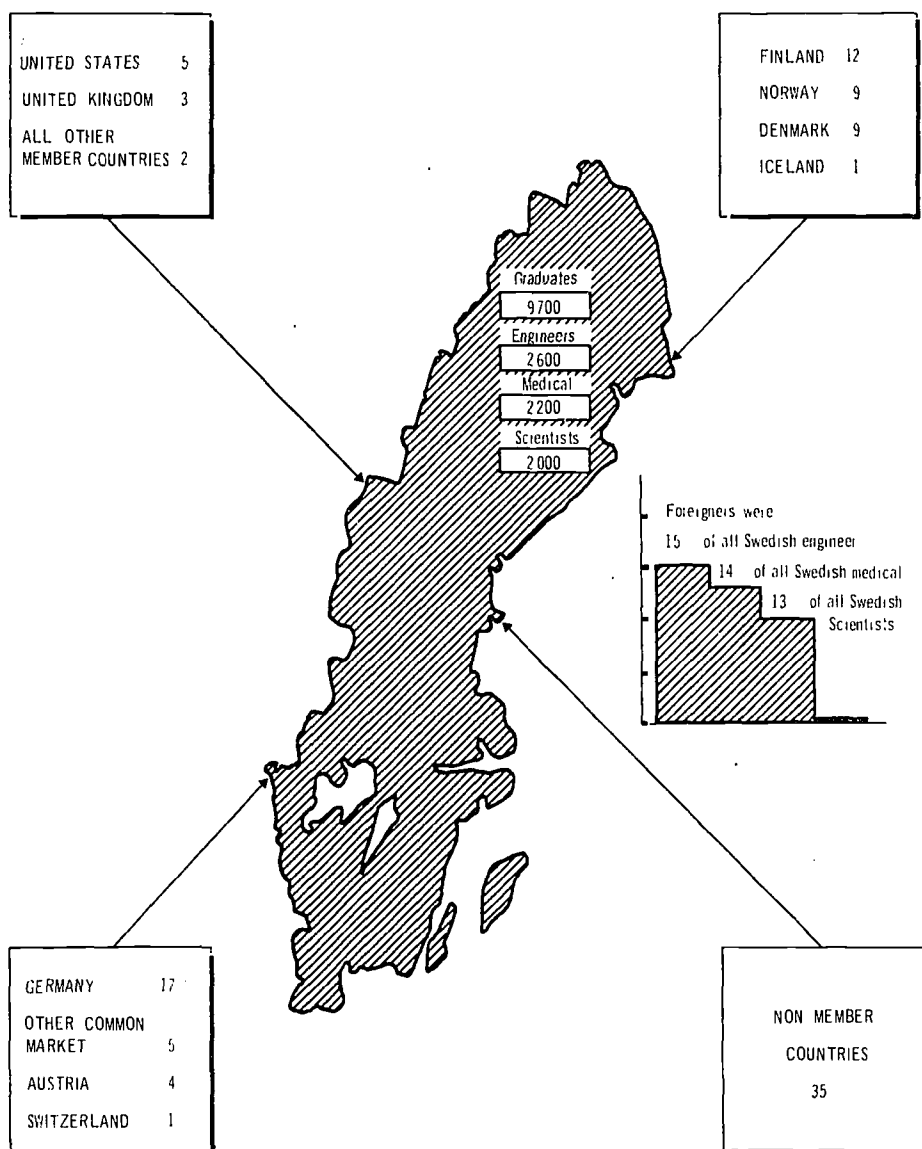 UNITED STATES 5
UNITED KINGDOM 3
ALL OTHER
MEMBER COUNTRIES 2
FINLAND 12
NORWAY 9
DENMARK 9
ICELAND 1
Graduates
9700
Engineers
2600
Medical
2200
Scientists
2000
Foreigners were
15 of all Swedish engineer
14 of all Swedish medical
13 of all Swedish
Scientists
GERMANY 17
OTHER COMMON
MARKET 5
AUSTRIA 4
SWITZERLAND 1
NON MEMBER
COUNTRIES
35